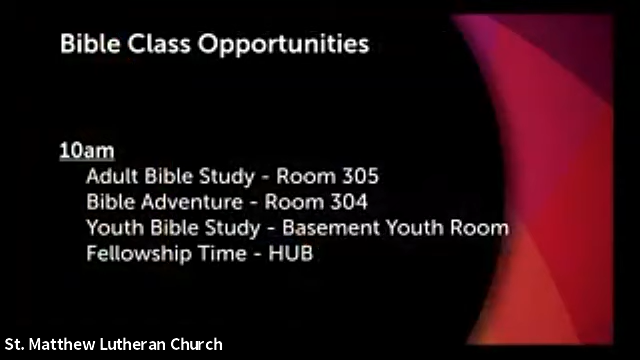 Bible Class Opportunities
10am
Adult Bible Study - Room 305
Bible Adventure - Room 304
Youth Bible Study - Basement Youth Room
Fellowship Time - HUB
St. Matthew Lutheran Church